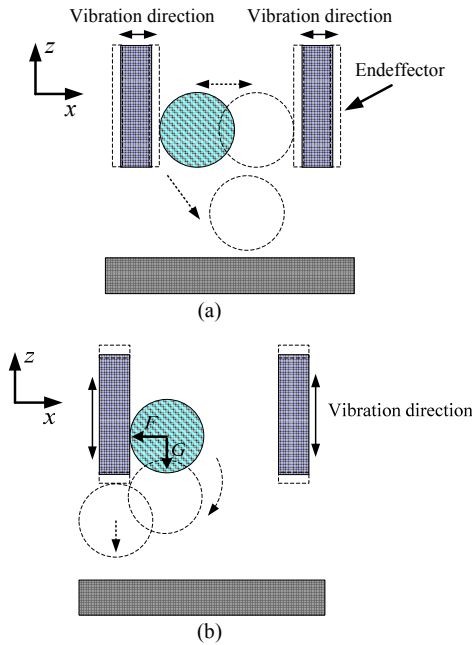 Vibration direction Vibration direction
z
Endeffector
x
(a)
z
F
x
Vibration direction
G
(b)